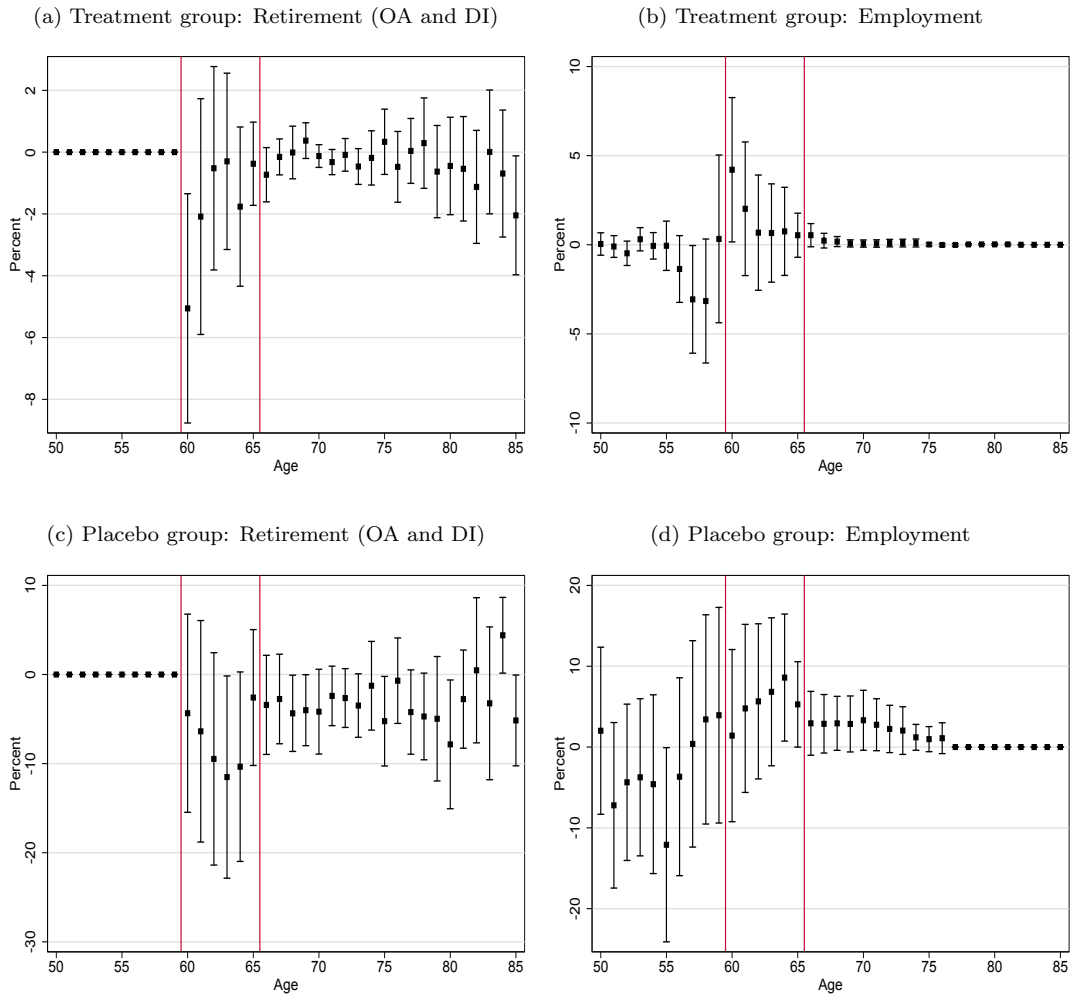 (a) Treatment group: Retirement (OA and DI)
Percent
2
0
-2
-4
-6
-8
50 55 60 65 70 75 80 85
Age
(b) Treatment group: Employment
Percent
10
5
0
-5
-10
50 55 60 65 70 75 80 85
Age
(c) Placebo group: Retirement (OA and DI)
Percent
10
0
-10
-20
-30
50 55 60 65 70 75 80 85
Age
(d) Placebo group: Employment
Percent
20
10
0
-10
-20
50 55 60 65 70 75 80 85
Age